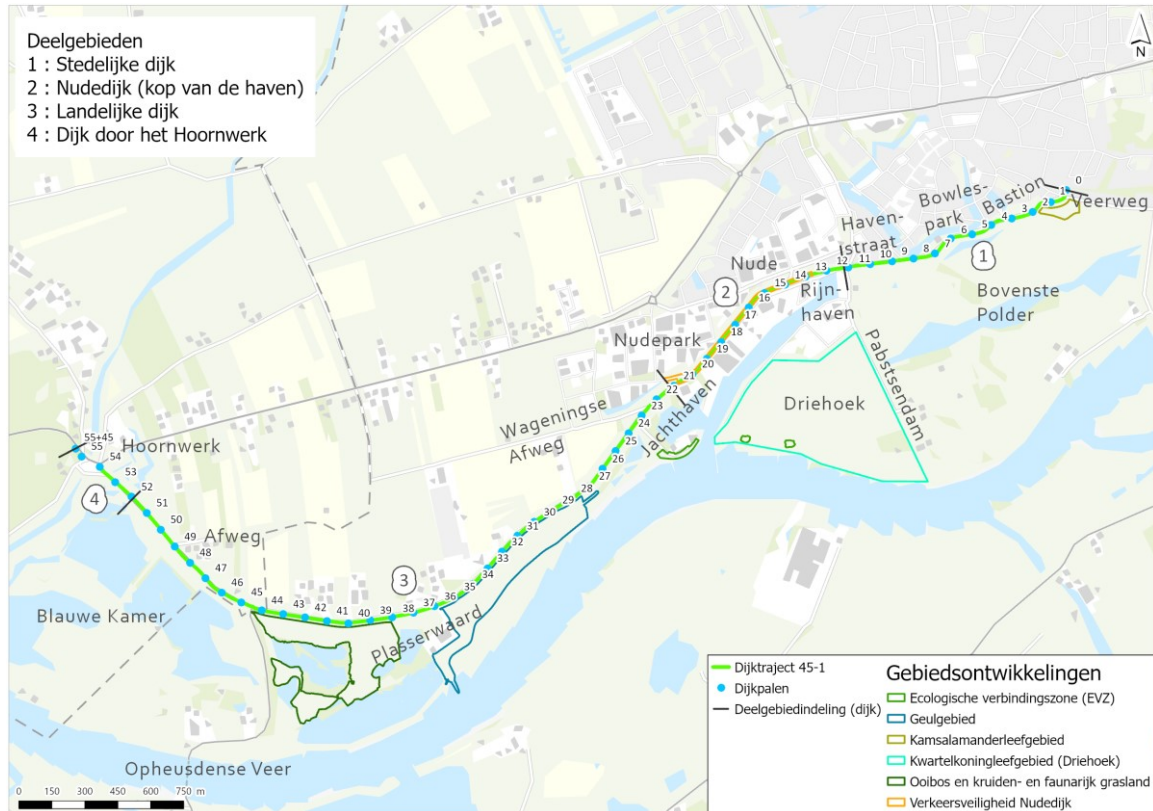 Deelgebieden
1 : Stedelijke dijk
2 : Nudedijk (kop van de haven)
3 : Landelijke dijk
4 : Dijk door het Hoornwerk
N
0
1
Veerweg
2
3
Bastion
4
5
Bowles-
park
6
7
1
8
9
10
11
Haven-
straat
12
13
14
15
Nude
Rijn-
haven
Bovenste
Polder
2
16
17
18
19
20
21
22
Nudepark
Pabstsendam
Driehoek
Jachthaven
23
24
25
26
27
28
Wageningse
Afweg
29
30
31
32
33
34
35
36
37
38
39
40
41
42
43
44
45
3
Plasserwaard
46
47
48
49
50
51
52
53
54
55
55+45
Hoornwerk
4
Afweg
Blauwe Kamer
Opheusdense Veer
0 150 300 450 600 750 m
Dijktraject 45-1
Dijkpalen
Deelgebiedindeling (dijk)
Gebiedsontwikkelingen
Ecologische verbindingszone (EVZ)
Geulgebied
Kamsalamanderleefgebied
Kwartelkoningleefgebied (Driehoek)
Ooibos en kruiden- en faunarijk grasland
Verkeersveiligheid Nudedijk